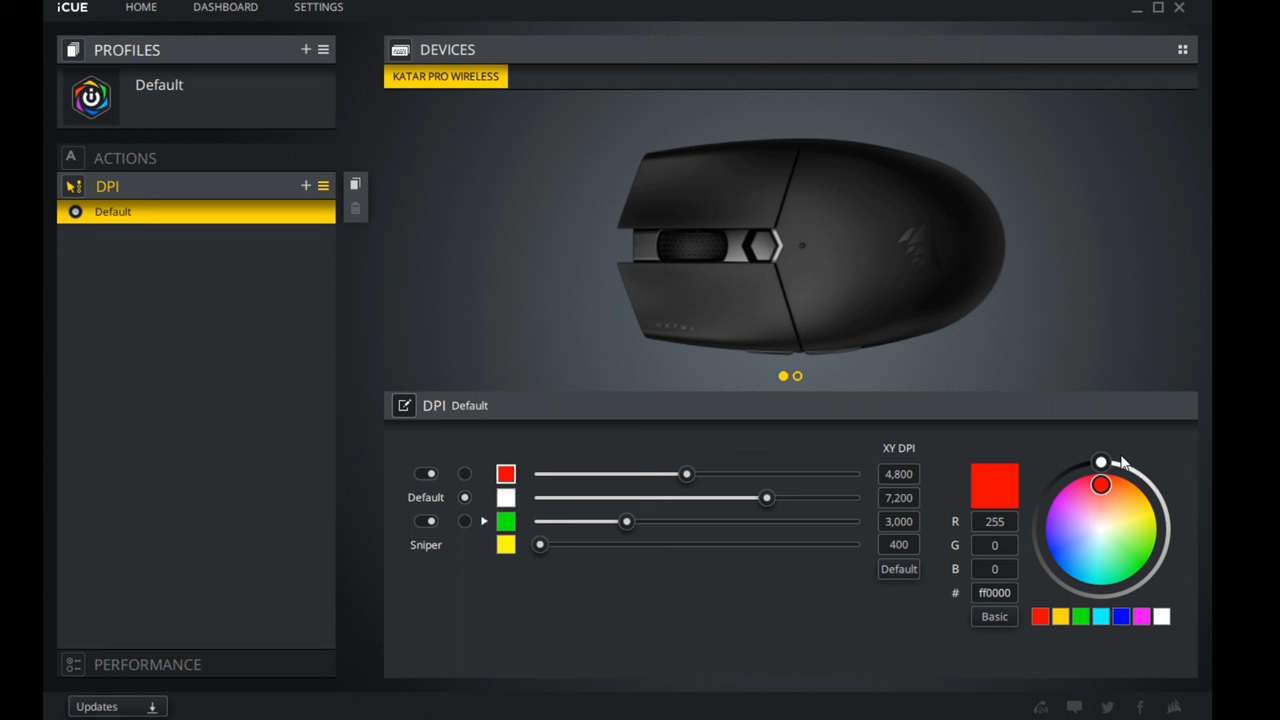 iCUE HOME DASHBOARD SETTINGS
PROFILES
Default
ACTIONS
DPI
Default
PERFORMANCE
Updates
DEVICES
KATAR PRO WIRELESS
DPI Default
XY DPI
4,800
Default 7,200
3,000
Sniper 400
Default
R 255
G 0
B 0
# ff0000
Basic